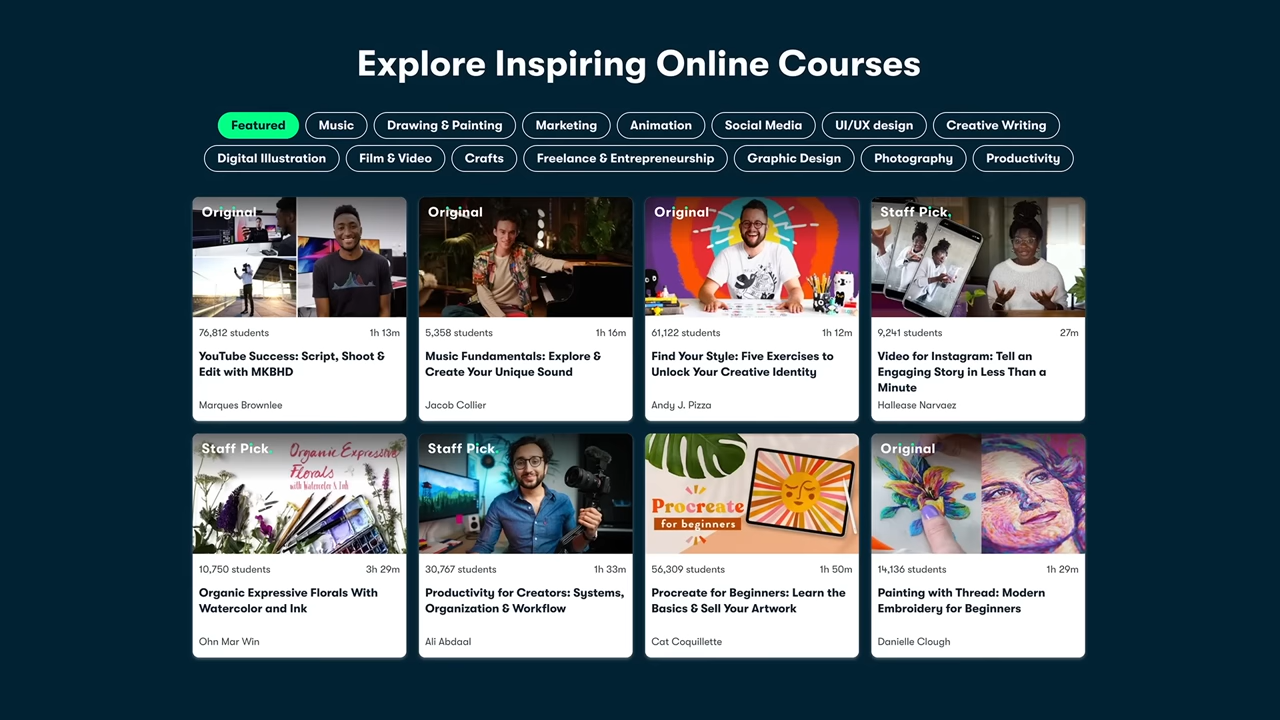 Explore Inspiring Online Courses
Featured
Music
Drawing & Painting
Marketing
Animation
Social Media
UI/UX design
Creative Writing
Digital Illustration
Film & Video
Crafts
Freelance & Entrepreneurship
Graphic Design
Photography
Productivity
Original
76,812 students
1h 13m
YouTube Success: Script, Shoot &
Edit with MKBHD
Marques Brownlee
Original
5,358 students
1h 16m
Music Fundamentals: Explore &
Create Your Unique Sound
Jacob Collier
Original
61,122 students
1h 12m
Find Your Style: Five Exercises to
Unlock Your Creative Identity
Andy J. Pizza
Staff Pick.
9,241 students
27m
Video for Instagram: Tell an
Engaging Story in Less Than a
Minute
Hallease Narvaez
Staff Pick.
Organic Expressive
Florals
with Watercolor & Ink
10,750 students
3h 29m
Organic Expressive Florals With
Watercolor and Ink
Ohn Mar Win
Staff Pick.
30,767 students
1h 33m
Productivity for Creators: Systems,
Organization & Workflow
Ali Abdaal
Procreate
for beginners
56,309 students
1h 50m
Procreate for Beginners: Learn the
Basics & Sell Your Artwork
Cat Coquillette
Original
14,136 students
1h 29m
Painting with Thread: Modern
Embroidery for Beginners
Danielle Clough